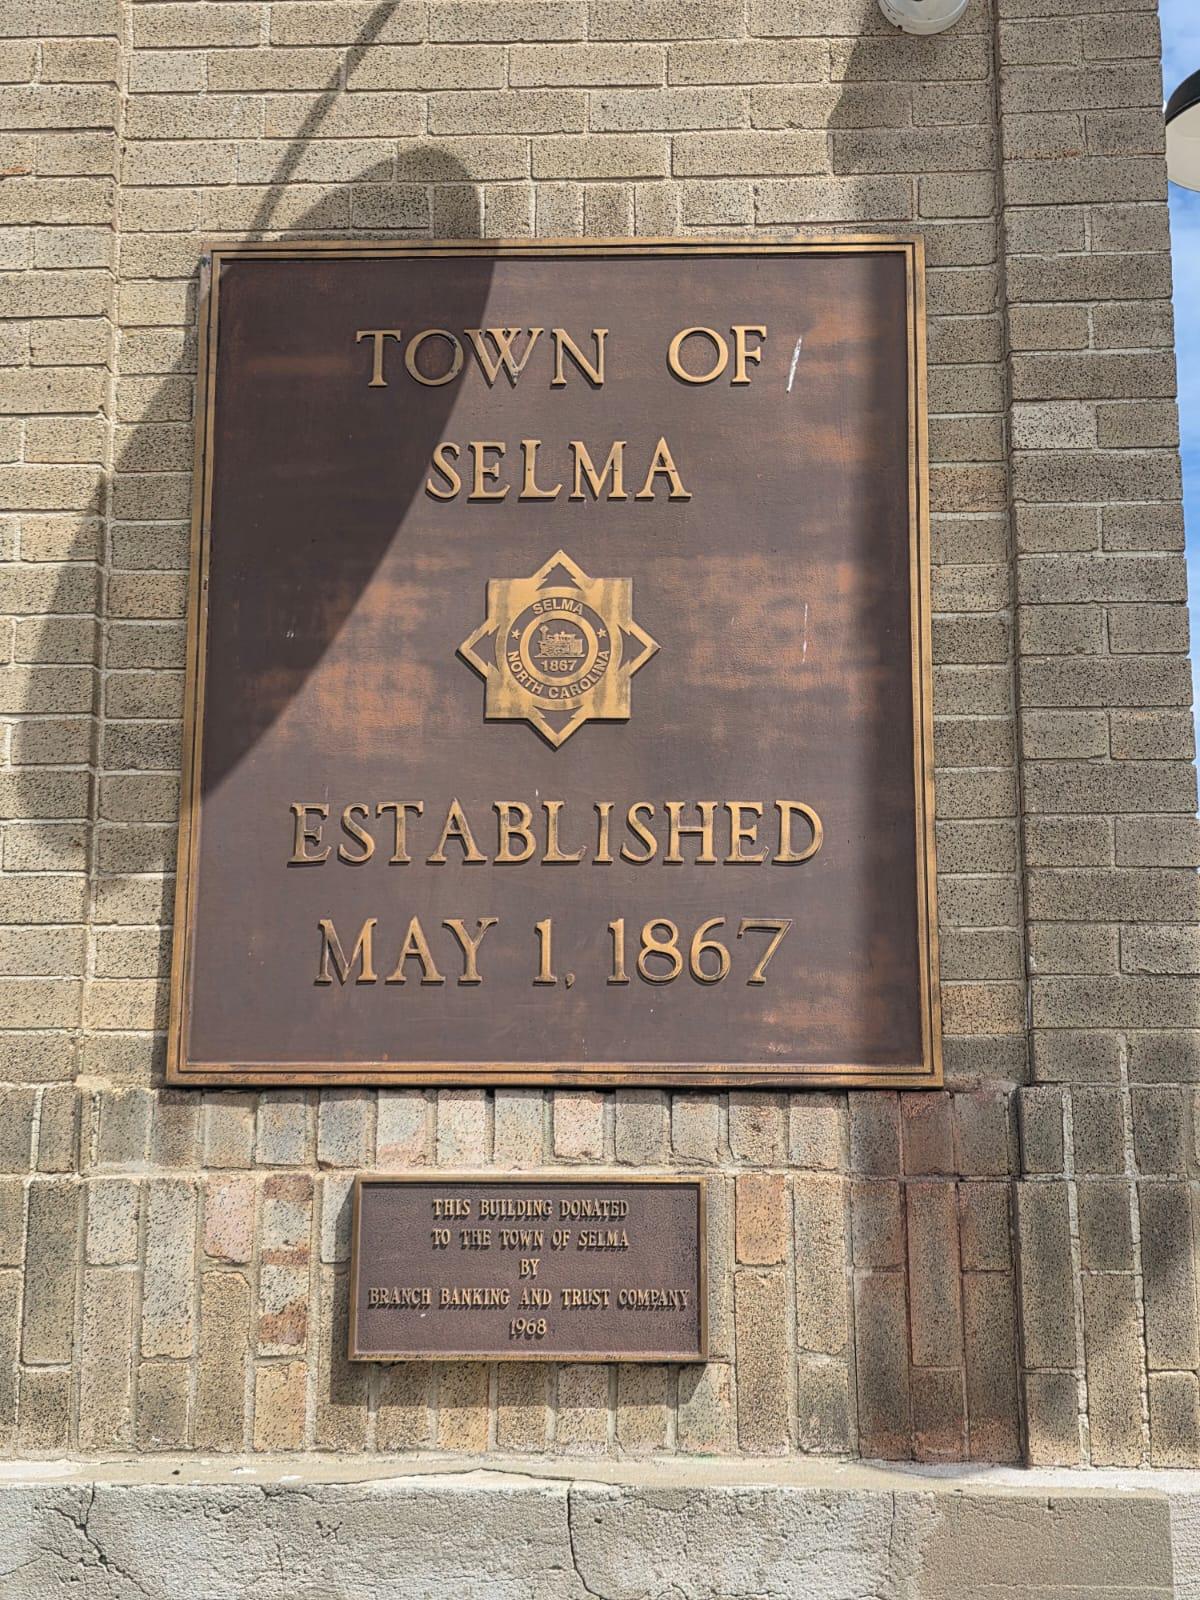 TOWN OF
SELMA
SELMA
1867
NORTH CAROLINA
ESTABLISHED
MAY 1, 1867
THIS BUILDING DONATED
TO THE TOWN OF SELMA
BY
BRANCH BANKING AND TRUST COMPANY
1968